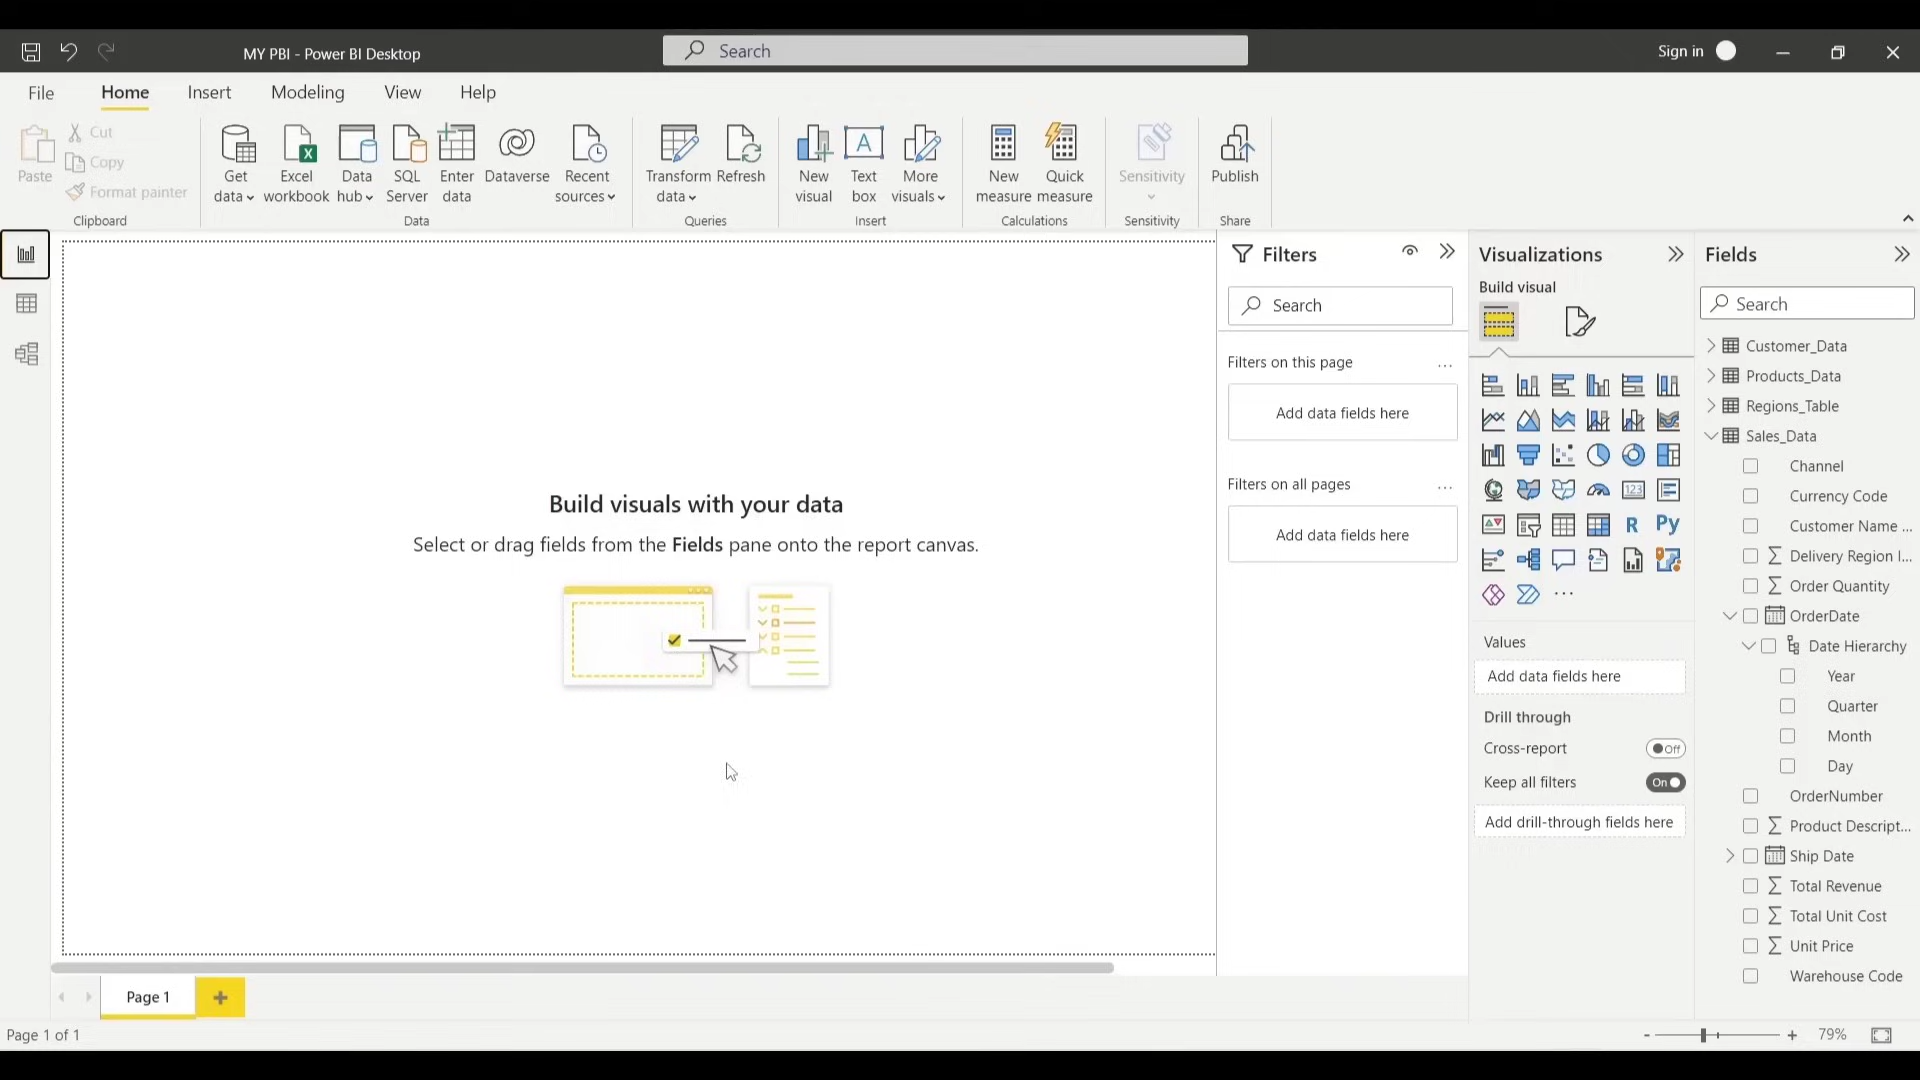 MY PBI - Power BI Desktop
Search
Sign in
File
Home
Insert
Modeling
View
Help
Paste
Cut
Copy
Format painter
Clipboard
Get data
Excel workbook
Data hub
SQL Server
Enter data
Dataverse
Recent sources
Data
Transform data
Refresh
Queries
New visual
Text box
More visuals
Insert
New measure
Quick measure
Calculations
Sensitivity
Sensitivity
Publish
Share
Build visuals with your data
Select or drag fields from the Fields pane onto the report canvas.
Filters
Search
Filters on this page
...
Add data fields here
Filters on all pages
...
Add data fields here
Visualizations
Build visual
123
R
Py
...
Values
Add data fields here
Drill through
Cross-report
Off
Keep all filters
On
Add drill-through fields here
Fields
Search
Customer_Data
Products_Data
Regions_Table
Sales_Data
Channel
Currency Code
Customer Name ...
Delivery Region I...
Order Quantity
OrderDate
Date Hierarchy
Year
Quarter
Month
Day
OrderNumber
Product Descript...
Ship Date
Total Revenue
Total Unit Cost
Unit Price
Warehouse Code
Page 1
Page 1 of 1
79%